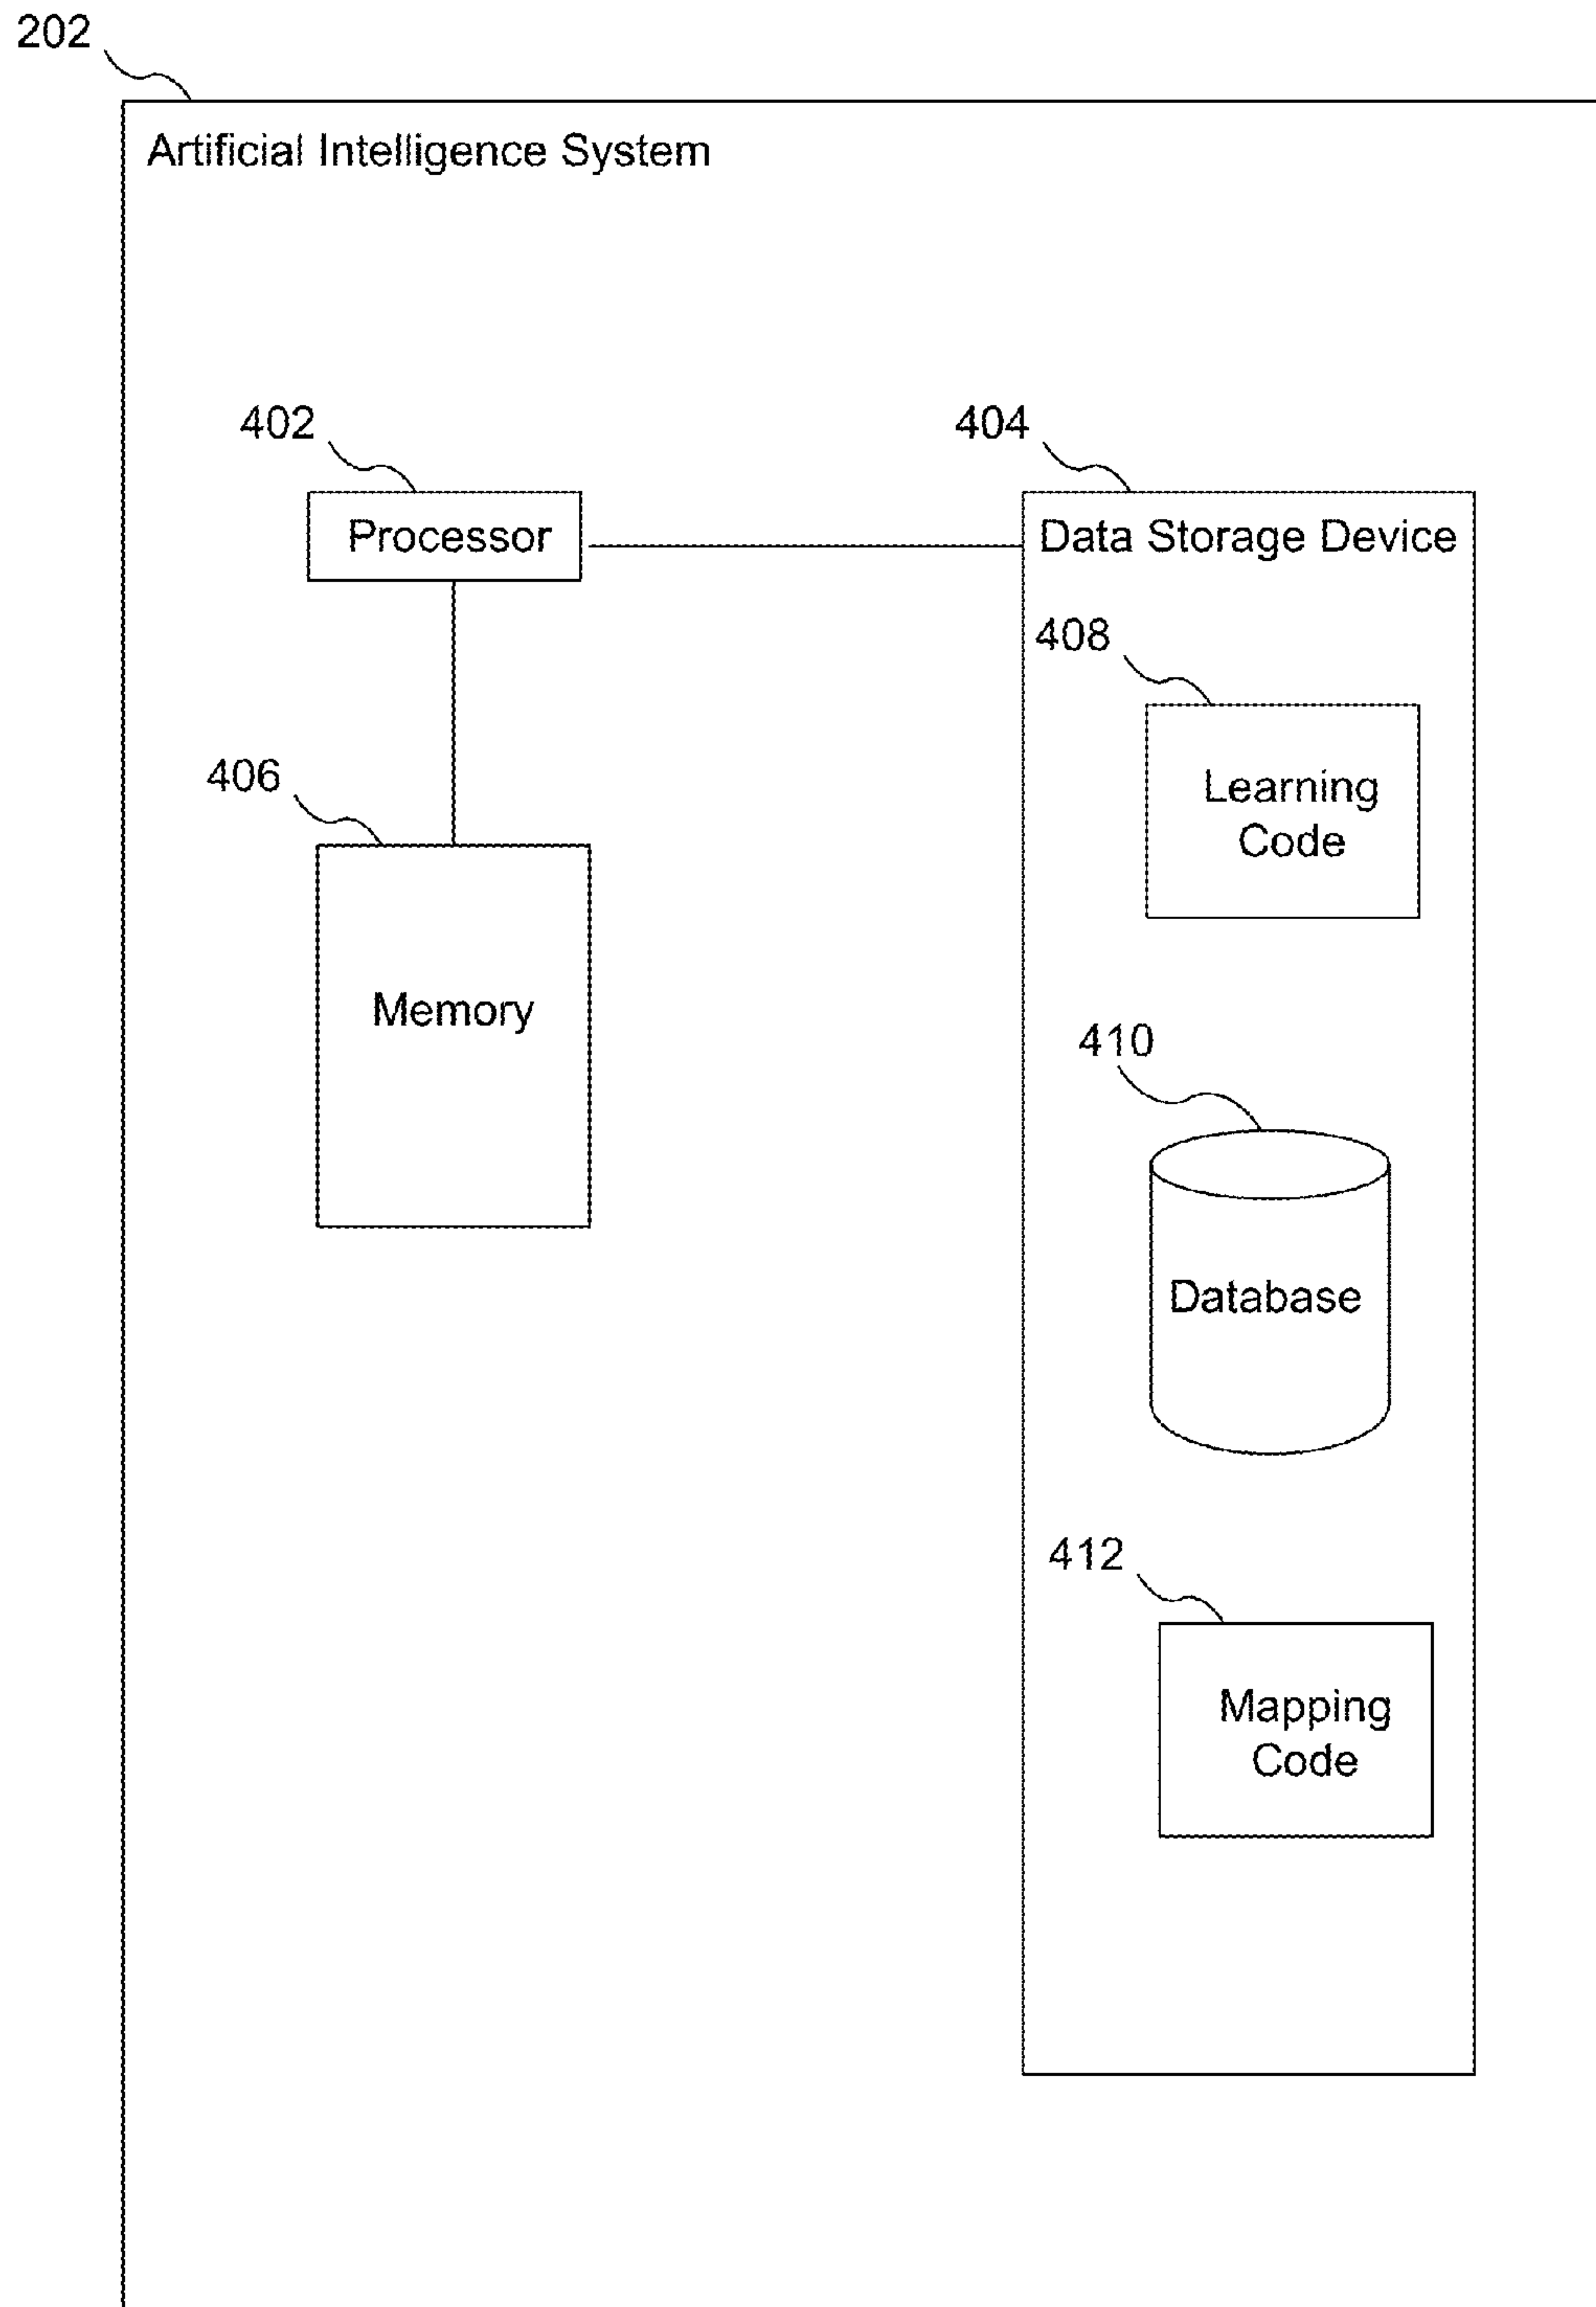 202
Artificial Intelligence System
402
404
Processor
Data Storage Device
408
Learning
Code
406
Memory
410
Database
412
Mapping
Code